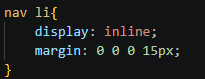 nav li{
    display: inline;
    margin: 0 0 0 15px;
}